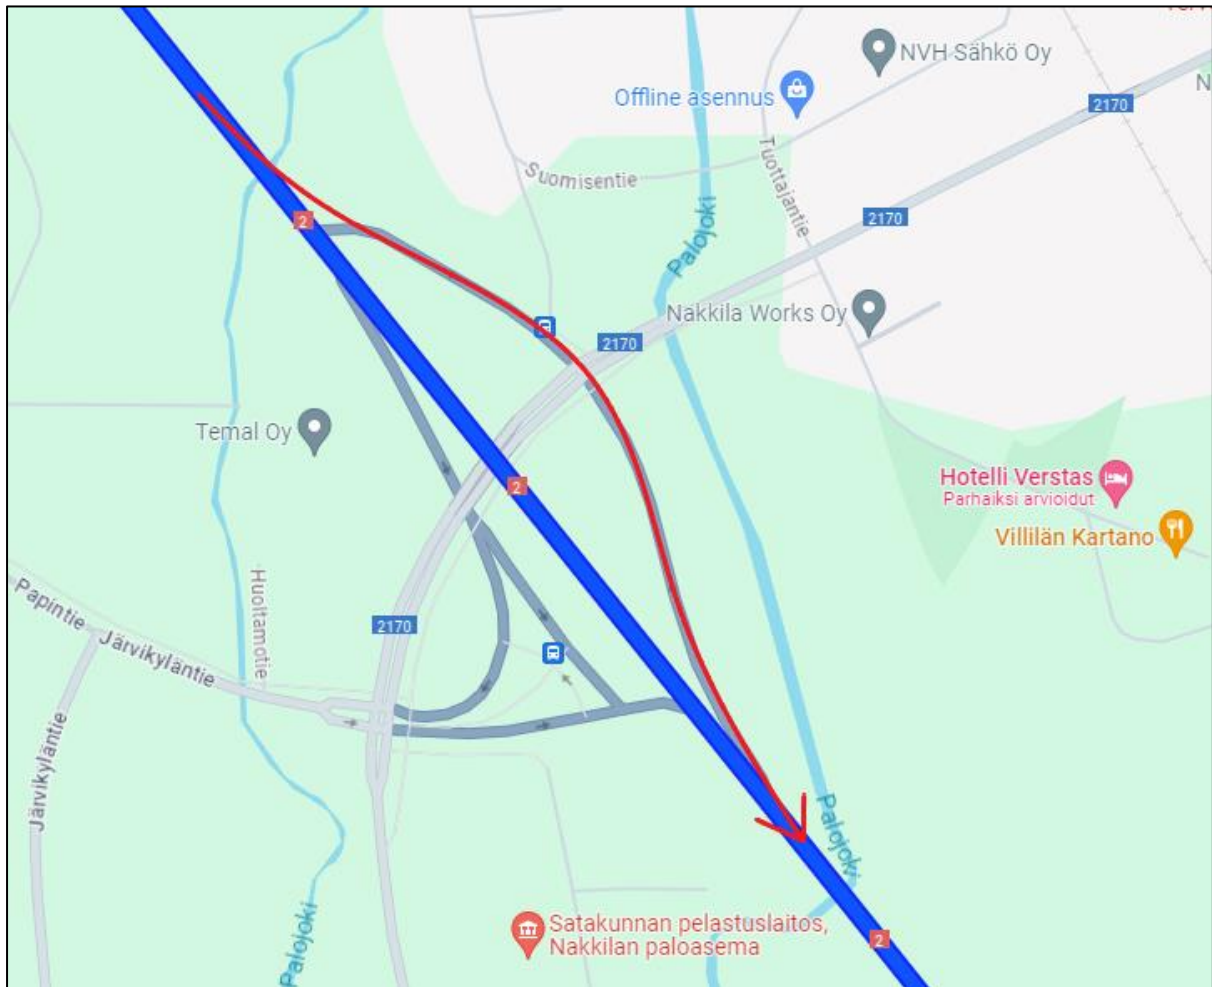 NVH Sähkö Oy
Offline asennus
2170
N
Tuottajantie
Suomisentie
2170
2
Palojoki
Nakkila Works Oy
2170
Temal Oy
Hotelli Verstas
Parhaiksi arvioidut
2
Villilän Kartano
Huoltamotie
Papintie
2170
Järvikyläntie
Järvikyläntie
Palojoki
Satakunnan pelastuslaitos,
Nakkilan paloasema
2
Palojoki